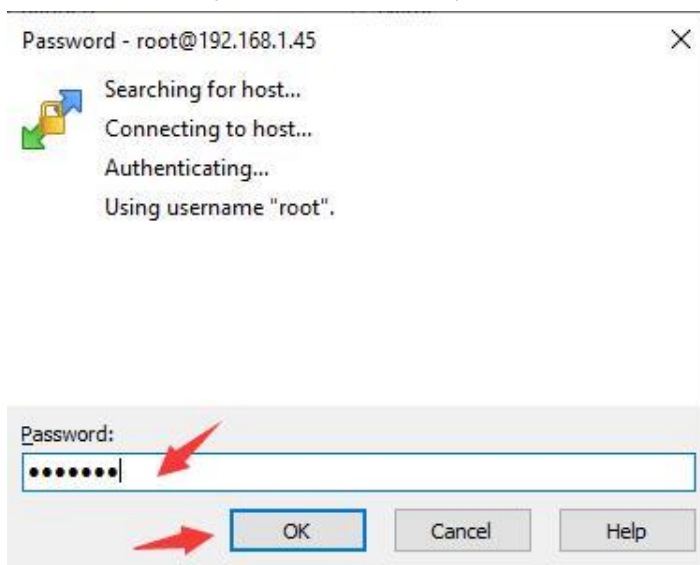 Password - root@192.168.1.45
Searching for host...
Connecting to host...
Authenticating...
Using username "root".
Password:
•••••••
OK Cancel Help